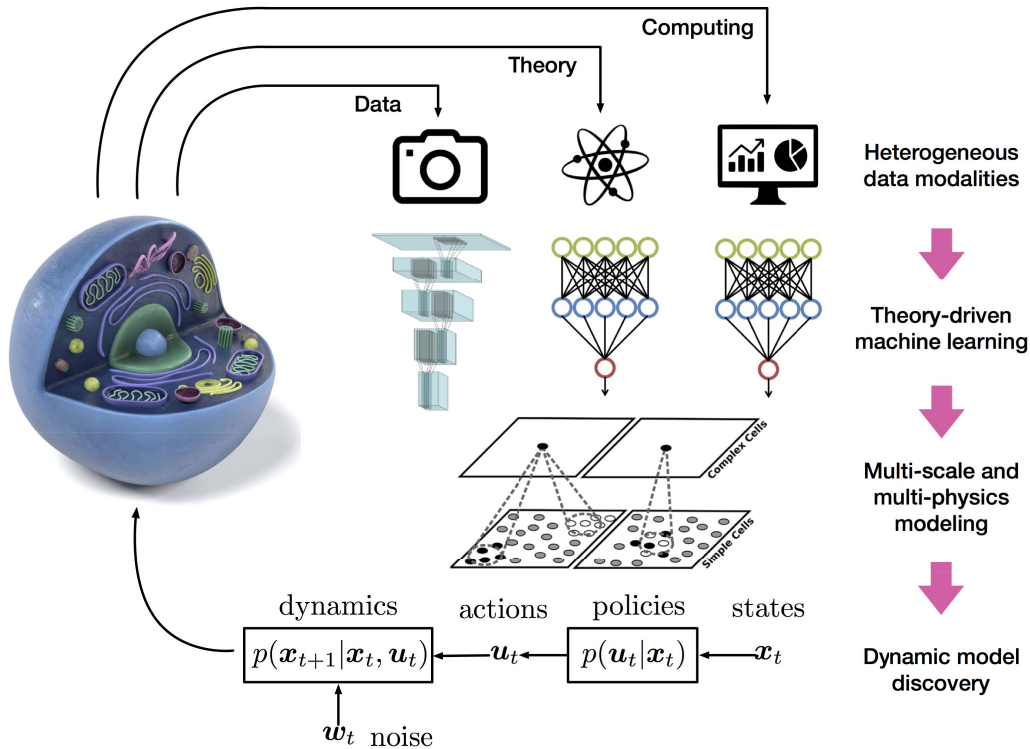 Computing
Theory
Data
Heterogeneous
data modalities
Theory-driven
machine learning
Complex Cells
Multi-scale and
multi-physics
modeling
Simple Cells
dynamics actions policies states
p(x_{t+1}|x_t, u_t) u_t p(u_t|x_t) x_t
Dynamic model
discovery
w_t noise